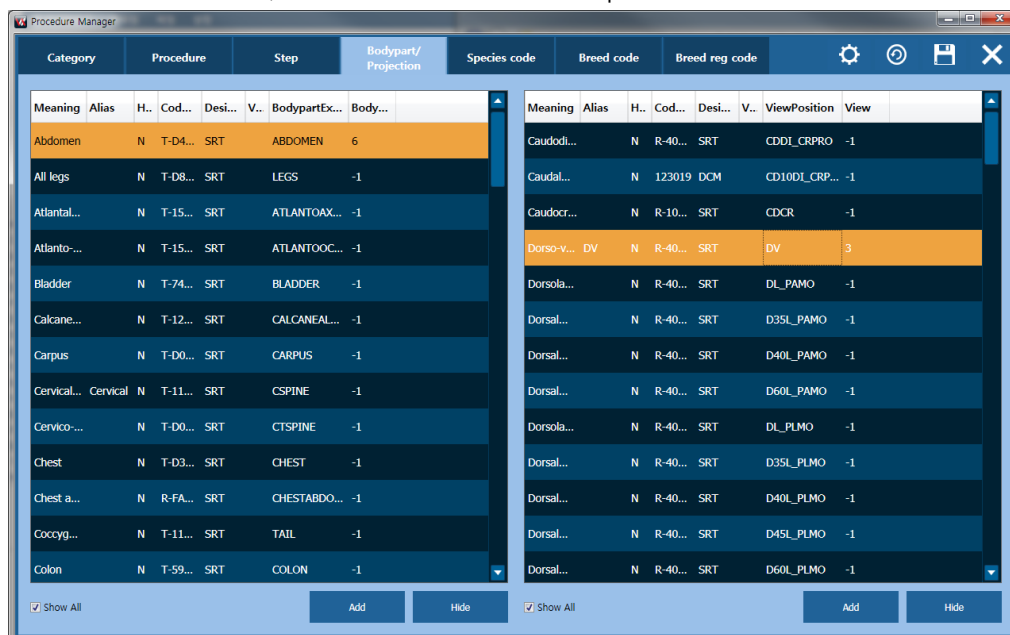 Procedure Manager
Category Procedure Step Bodypart/ Projection Species code Breed code Breed reg code
Meaning Alias H.. Cod... Desi... V.. BodypartEx... Body...
Abdomen N T-D4... SRT ABDOMEN 6
All legs N T-D8... SRT LEGS -1
Atlantal... N T-15... SRT ATLANTOAX... -1
Atlanto-... N T-15... SRT ATLANTOOC... -1
Bladder N T-74... SRT BLADDER -1
Calcane... N T-12... SRT CALCANEAL... -1
Carpus N T-D0... SRT CARPUS -1
Cervical... Cervical N T-11... SRT CSPINE -1
Cervico-... N T-D0... SRT CTSPINE -1
Chest N T-D3... SRT CHEST -1
Chest a... N R-FA... SRT CHESTABDO... -1
Coccyg... N T-11... SRT TAIL -1
Colon N T-59... SRT COLON -1
Show All Add Hide
Meaning Alias H.. Cod... Desi... V.. ViewPosition View
Caudodi... N R-40... SRT CDDI_CRPRO -1
Caudal... N 123019 DCM CD10DI_CRP... -1
Caudocr... N R-10... SRT CDCR -1
Dorso-v... DV N R-40... SRT DV 3
Dorsola... N R-40... SRT DL_PAMO -1
Dorsal... N R-40... SRT D35L_PAMO -1
Dorsal... N R-40... SRT D40L_PAMO -1
Dorsal... N R-40... SRT D60L_PAMO -1
Dorsola... N R-40... SRT DL_PLMO -1
Dorsal... N R-40... SRT D35L_PLMO -1
Dorsal... N R-40... SRT D40L_PLMO -1
Dorsal... N R-40... SRT D45L_PLMO -1
Dorsal... N R-40... SRT D60L_PLMO -1
Show All Add Hide